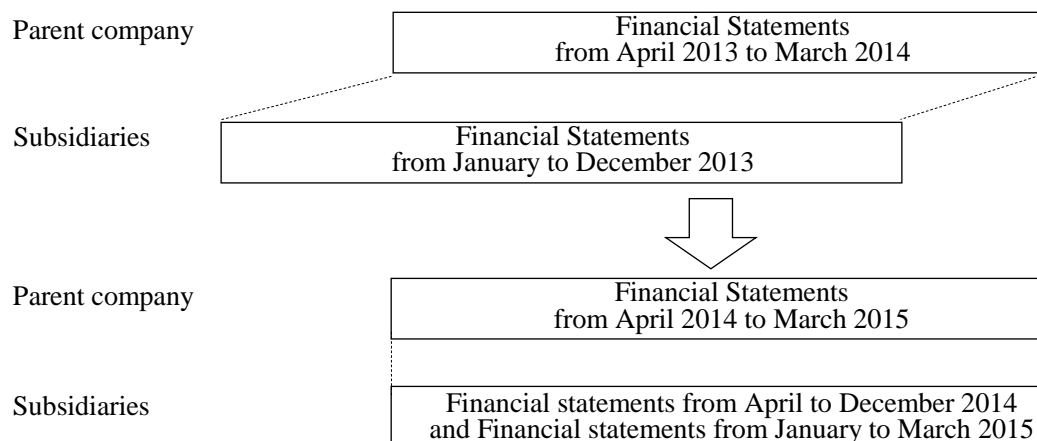 Parent company
Financial Statements
from April 2013 to March 2014
Subsidiaries
Financial Statements
from January to December 2013
Parent company
Financial Statements
from April 2014 to March 2015
Subsidiaries
Financial statements from April to December 2014
and Financial statements from January to March 2015